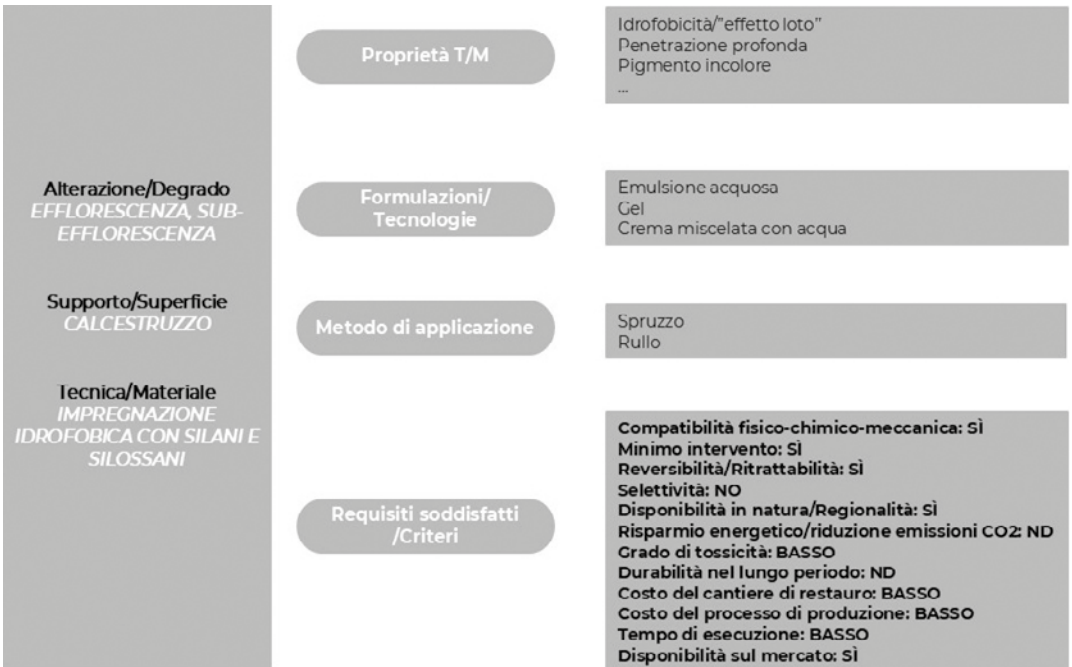 Alterazione/Degrado
EFFLORESCENZA, SUB-
EFFLORESCENZA
Supporto/Superficie
CALCESTRUZZO
Tecnica/Materiale
IMPREGNAZIONE
IDROFOBICA CON SILANI E
SILOSSANI
Proprietà T/M
Idrofobicità/"effetto loto"
Penetrazione profonda
Pigmento incolore
...
Formulazioni/
Tecnologie
Emulsione acquosa
Gel
Crema miscelata con acqua
Metodo di applicazione
Spruzzo
Rullo
Requisiti soddisfatti
/Criteri
Compatibilità fisico-chimico-meccanica: SÌ
Minimo intervento: SÌ
Reversibilità/Ritrattabilità: SÌ
Selettività: NO
Disponibilità in natura/Regionalità: SÌ
Risparmio energetico/riduzione emissioni CO2: ND
Grado di tossicità: BASSO
Durabilità nel lungo periodo: ND
Costo del cantiere di restauro: BASSO
Costo del processo di produzione: BASSO
Tempo di esecuzione: BASSO
Disponibilità sul mercato: SÌ